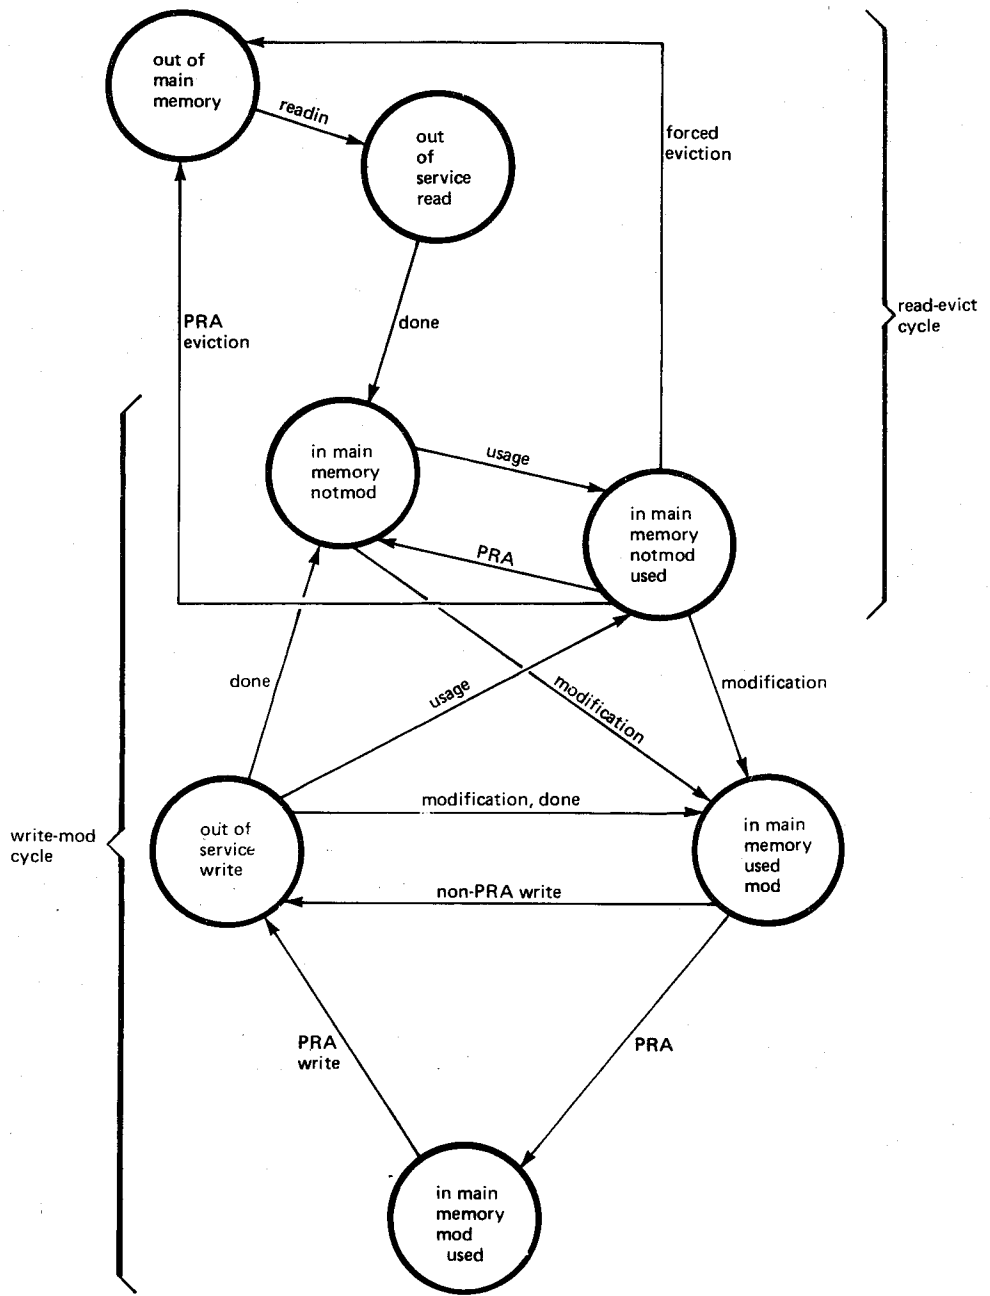 out of
main
memory
readin
out
of
service
read
forced
eviction
PRA
eviction
done
read-evict
cycle
in main
memory
notmod
usage
in main
memory
notmod
used
PRA
done
usage
modification
modification
write-mod
cycle
out of
service
write
modification, done
in main
memory
used
mod
non-PRA write
PRA
write
PRA
in main
memory
mod
used